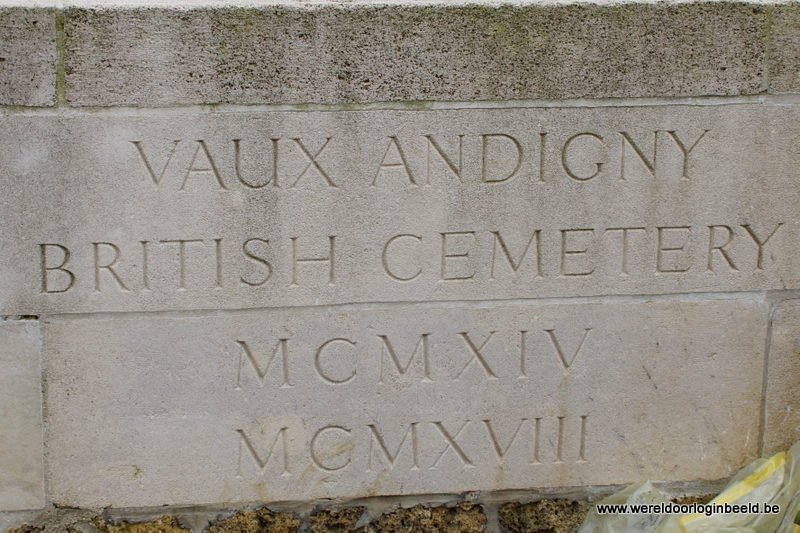 VAUX ANDIGNY
BRITISH CEMETERY
MCMXIV
MCMXVIII
www.wereldoorloginbeeld.be